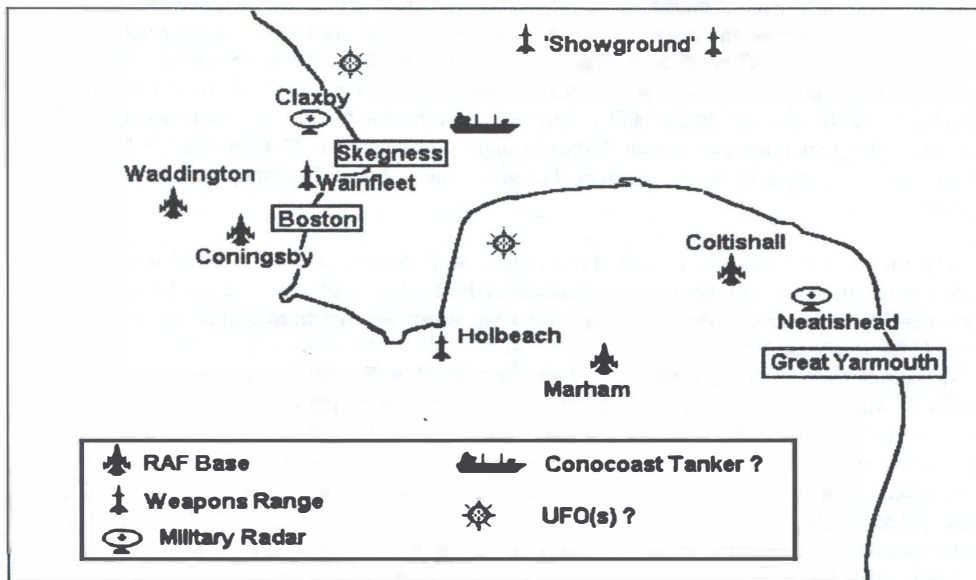 'Showground'
Claxby
Skegness
Waddington
Wainfleet
Boston
Coningsby
Coltishall
Neatishead
Holbeach
Great Yarmouth
Marham
RAF Base
Conocoast Tanker ?
Weapons Range
UFO(s) ?
Military Radar